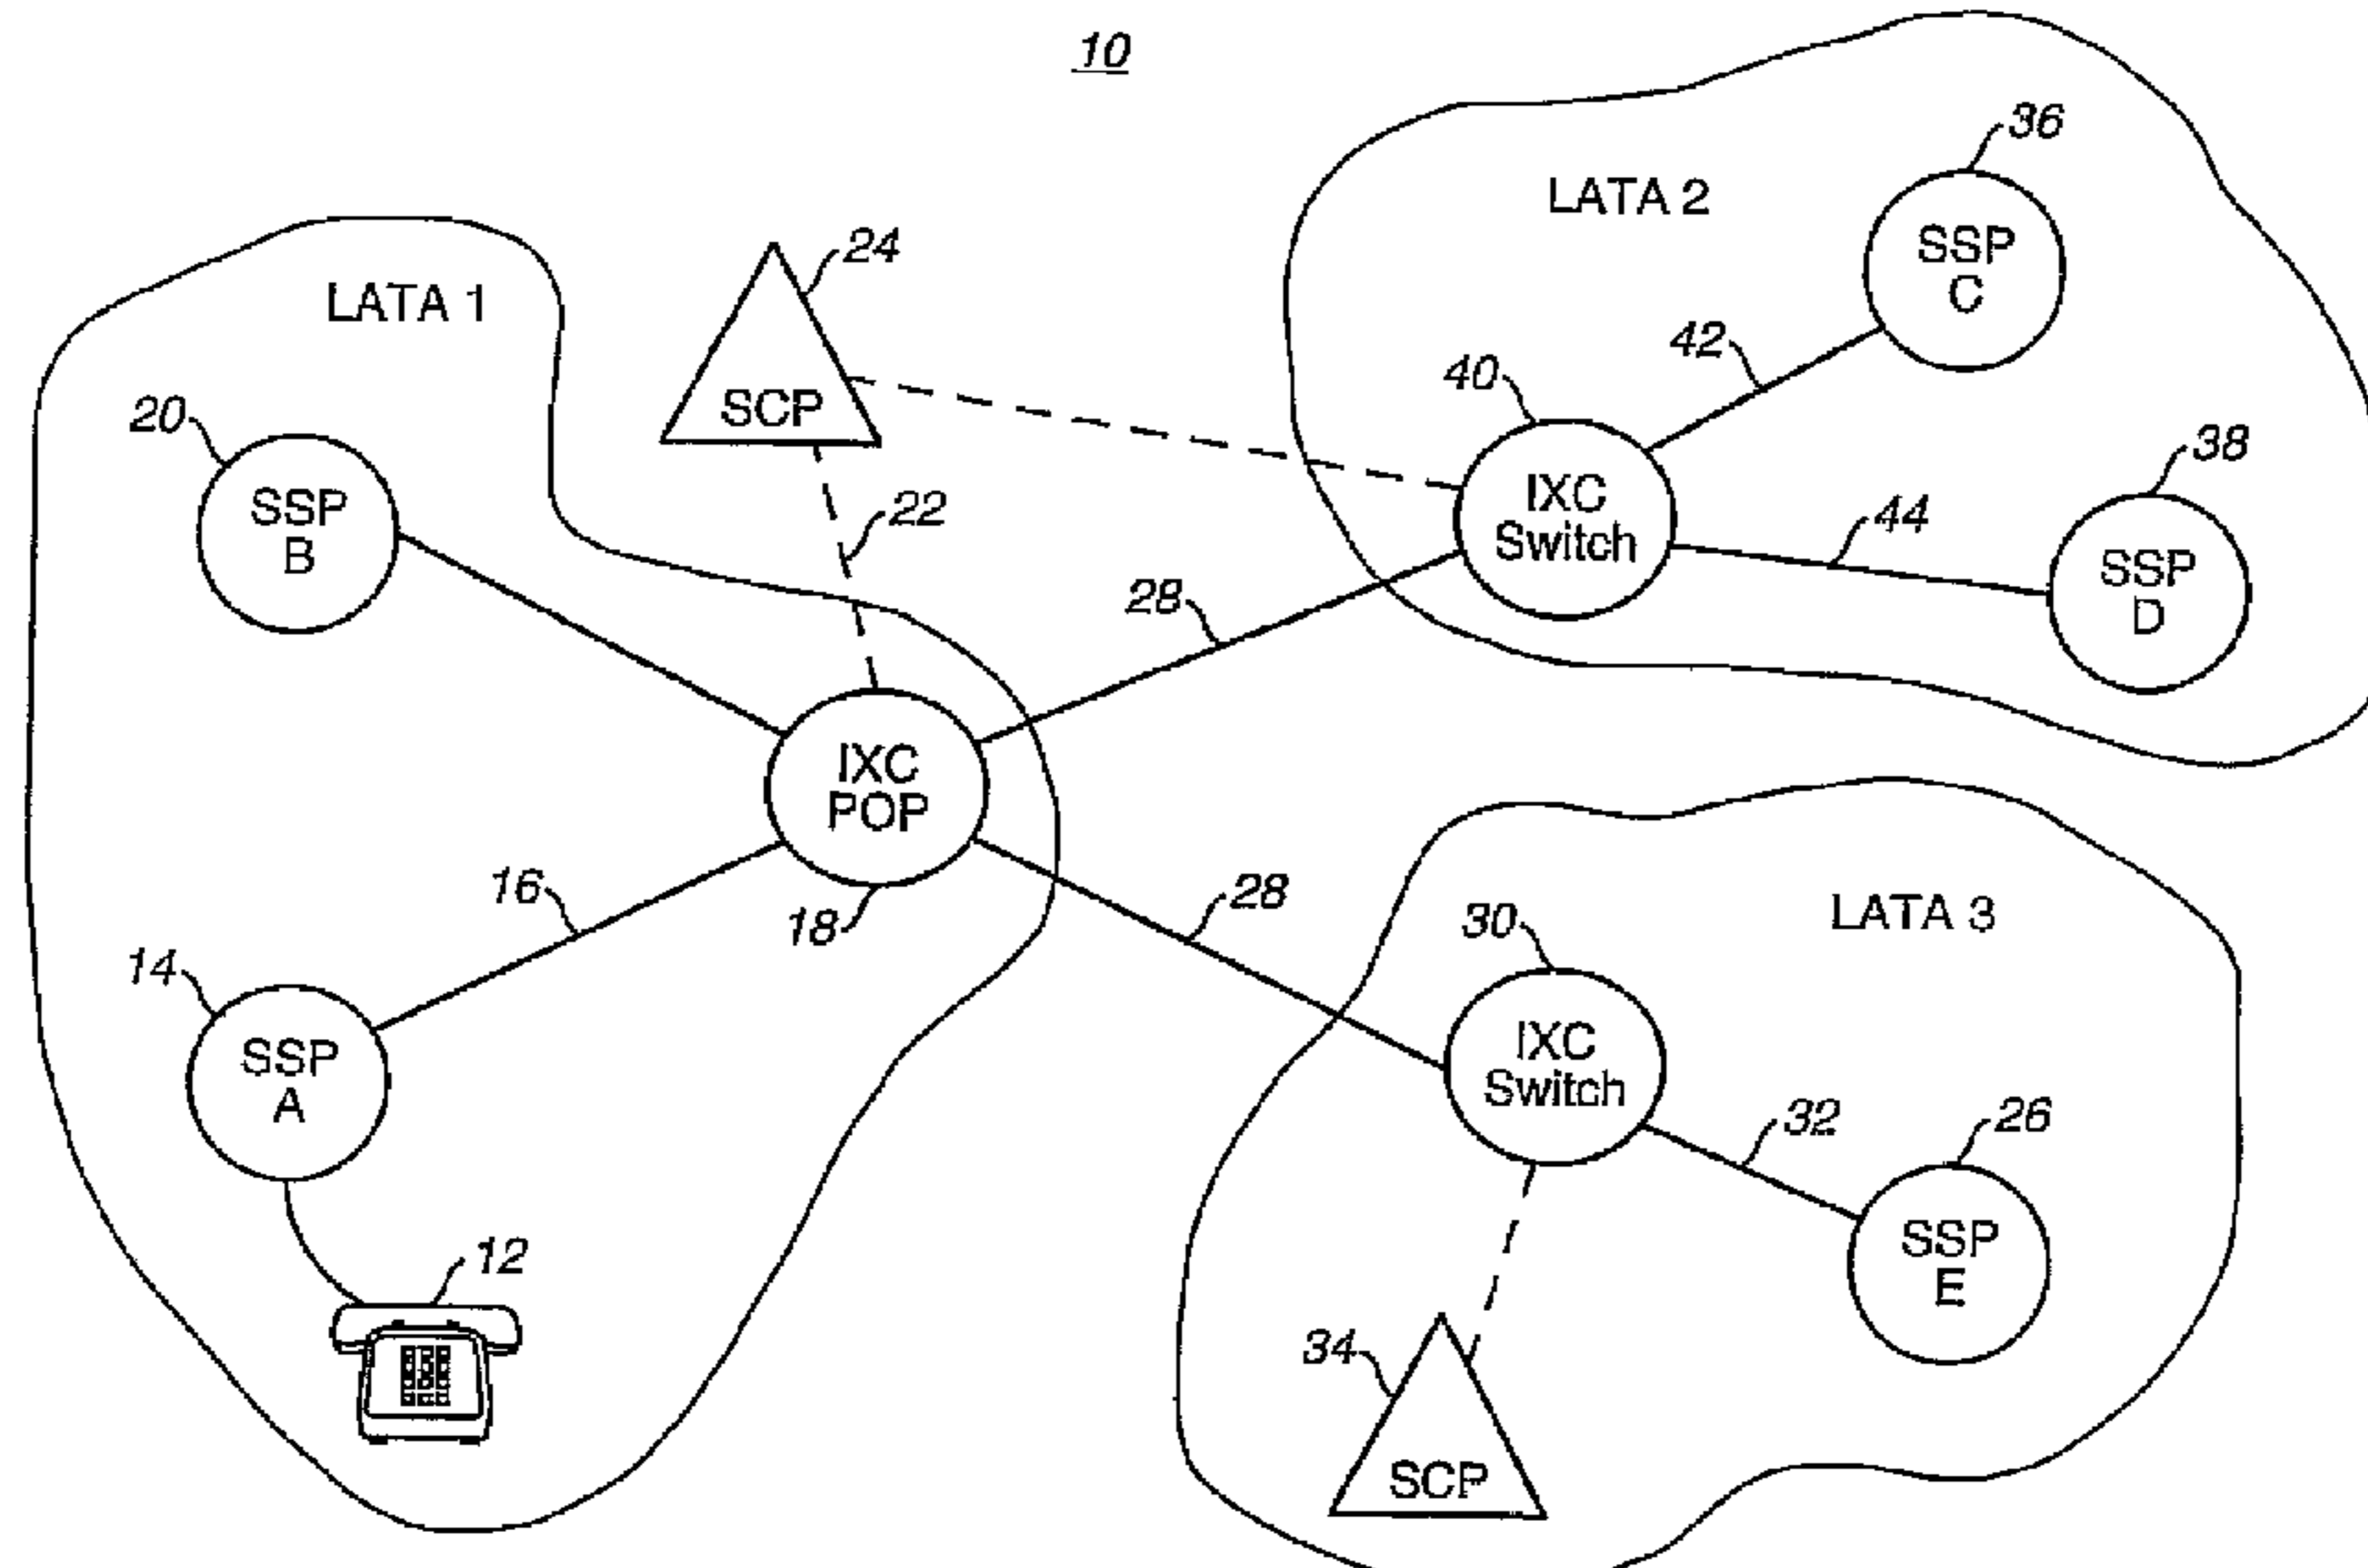 10
36
LATA 2
SSP
C
24
LATA 1
42
40
SCP
20
38
SSP
B
22
IXC
Switch
44
SSP
D
28
IXC
POP
16
28
18
30
LATA 3
14
IXC
Switch
SSP
A
32
26
SSP
E
12
34
SCP